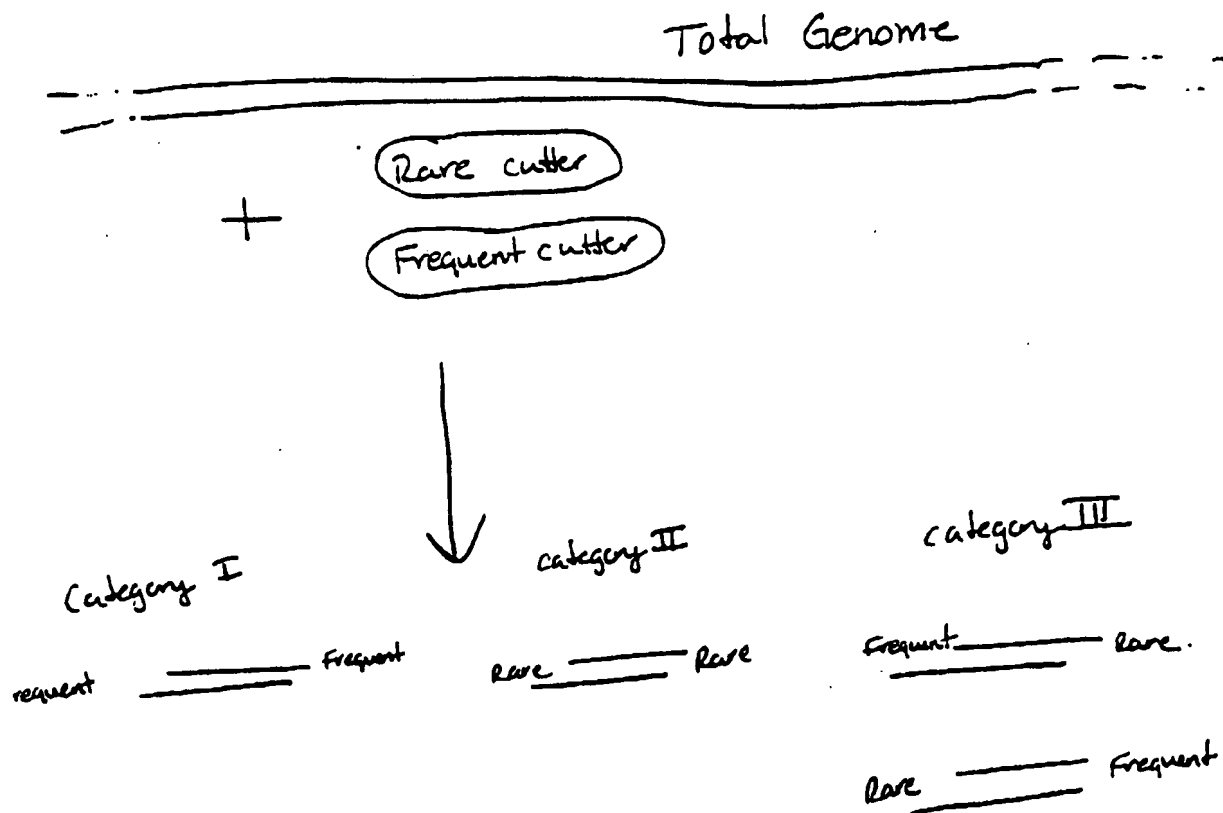 Total Genome
+
Rare cutter
Frequent cutter
Category I
category II
category III
requent Frequent
Rare Rare
Frequent Rare.
Rare Frequent